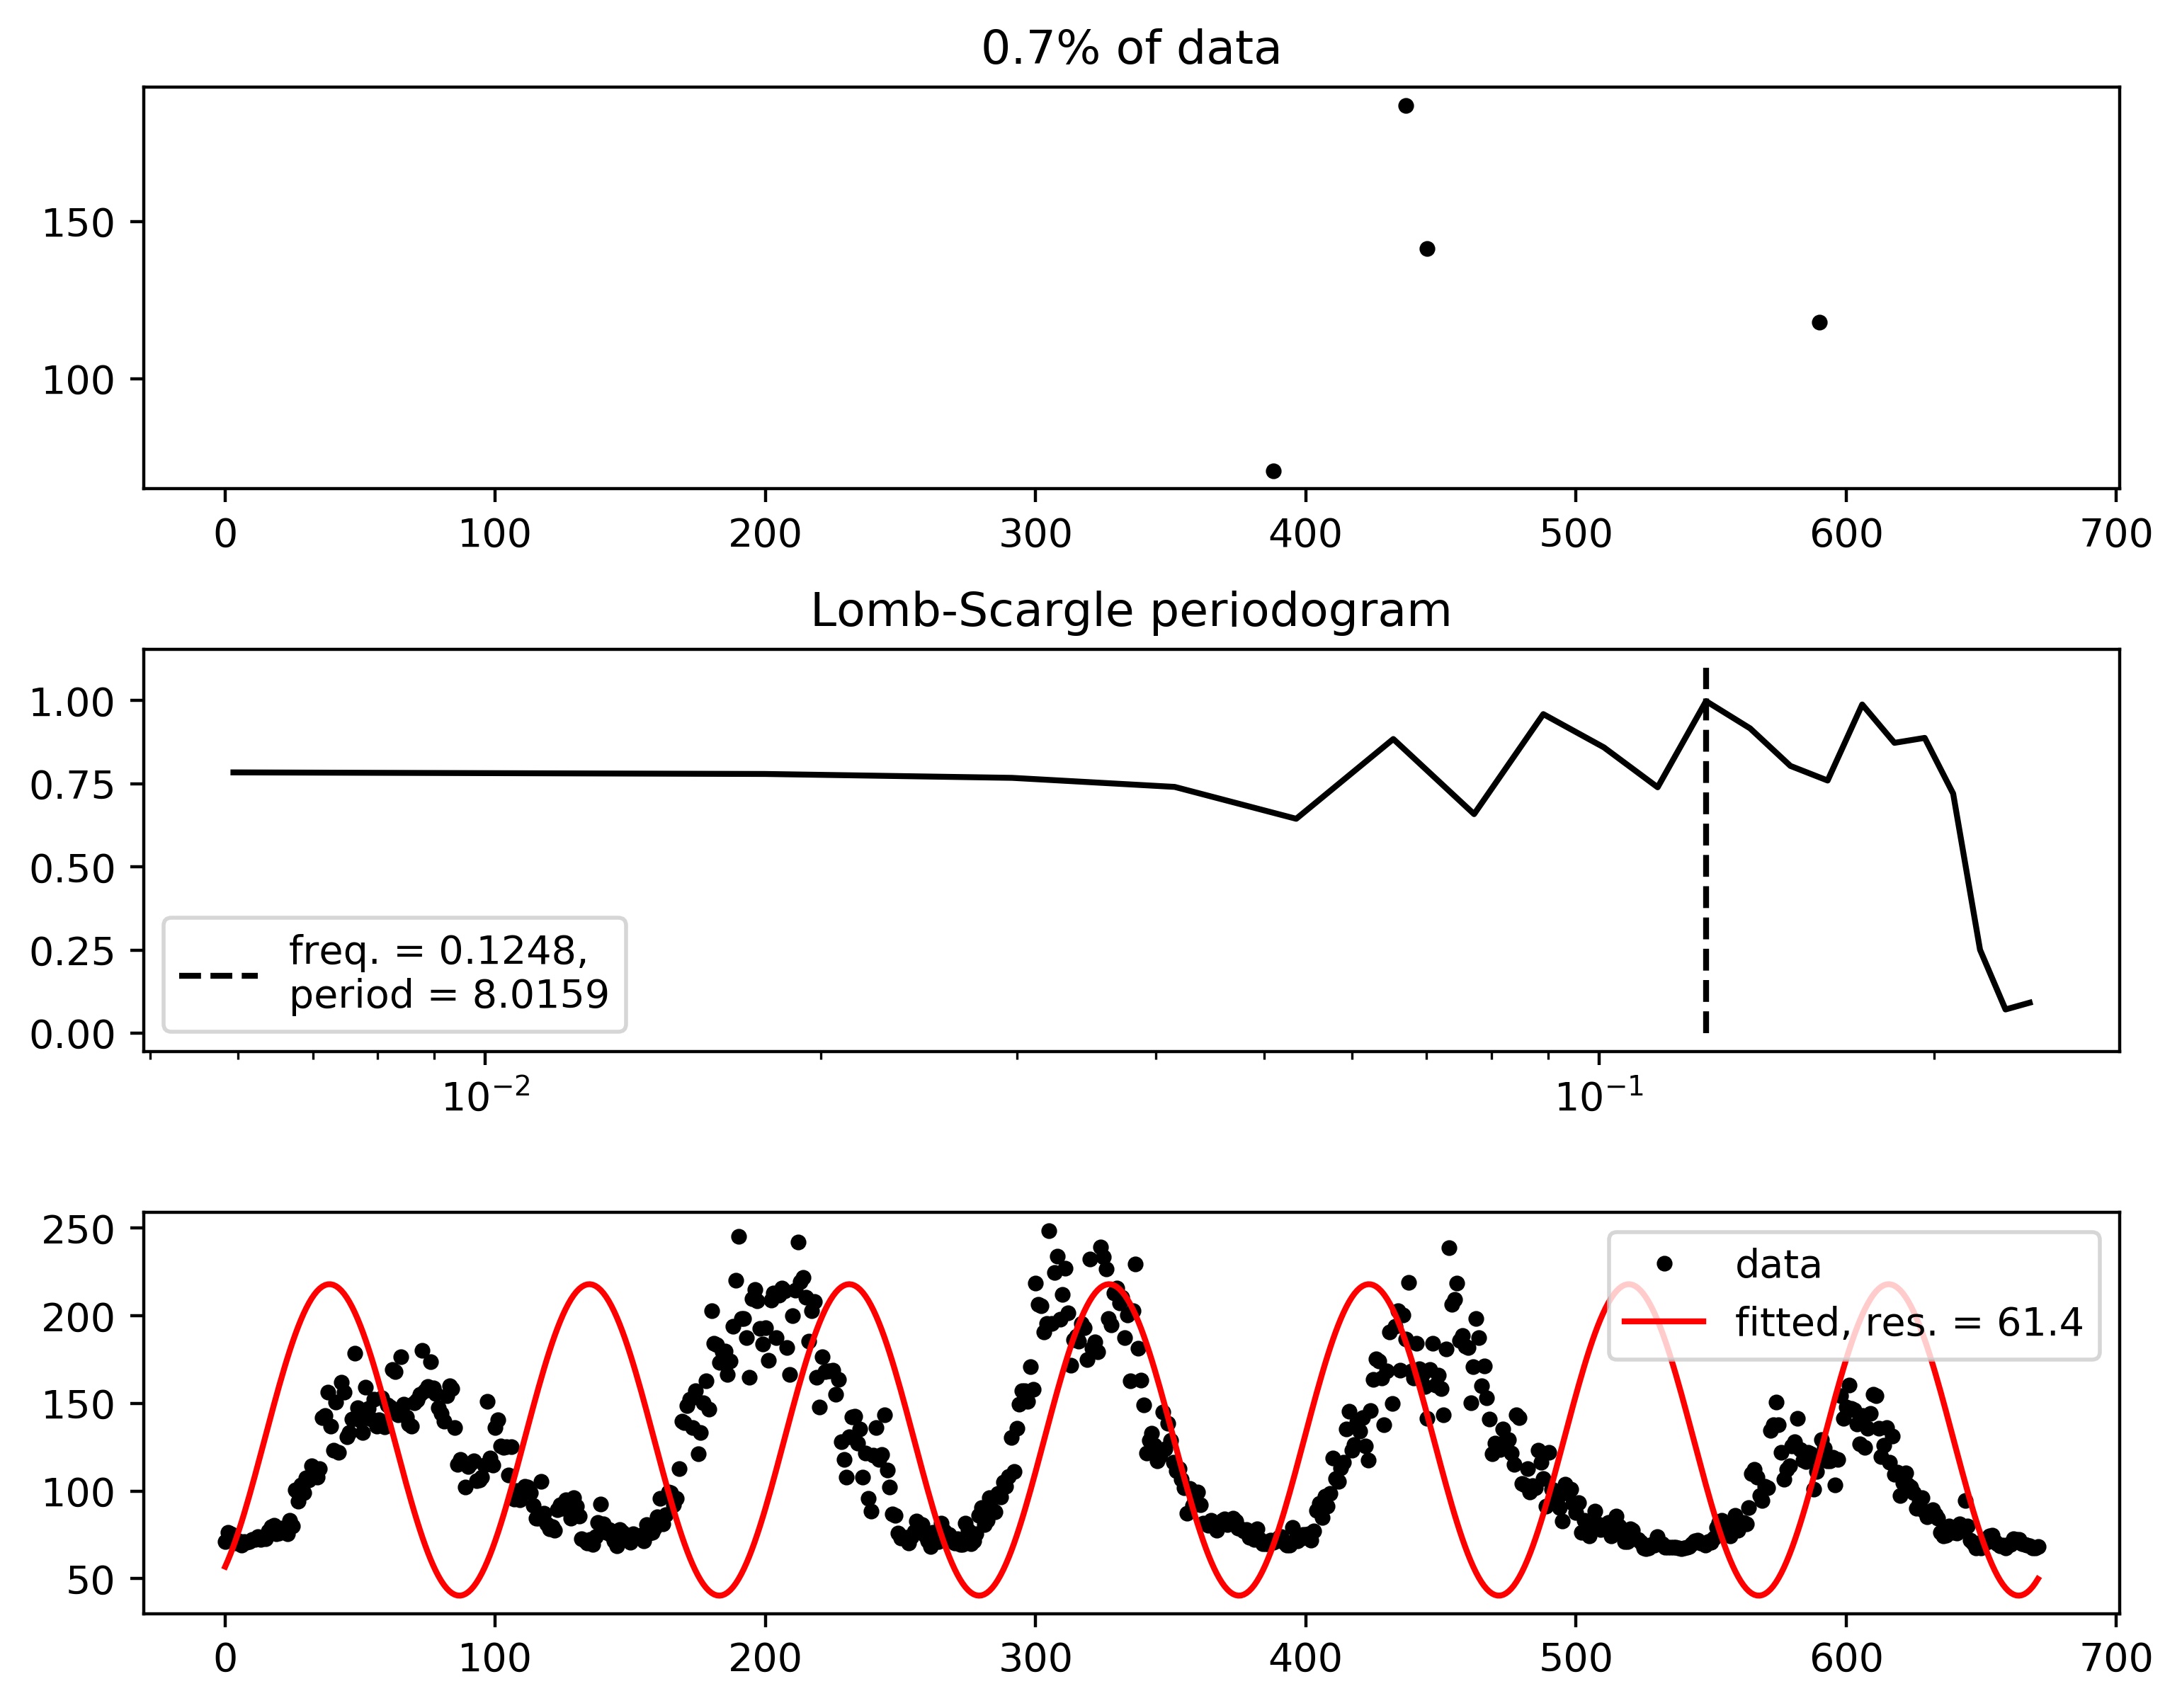 0.7% of data
150
100
0 100 200 300 400 500 600 700
Lomb-Scargle periodogram
1.00
0.75
0.50
0.25
0.00
freq. = 0.1248,
period = 8.0159
10⁻² 10⁻¹
250
200
150
100
50
data
fitted, res. = 61.4
0 100 200 300 400 500 600 700